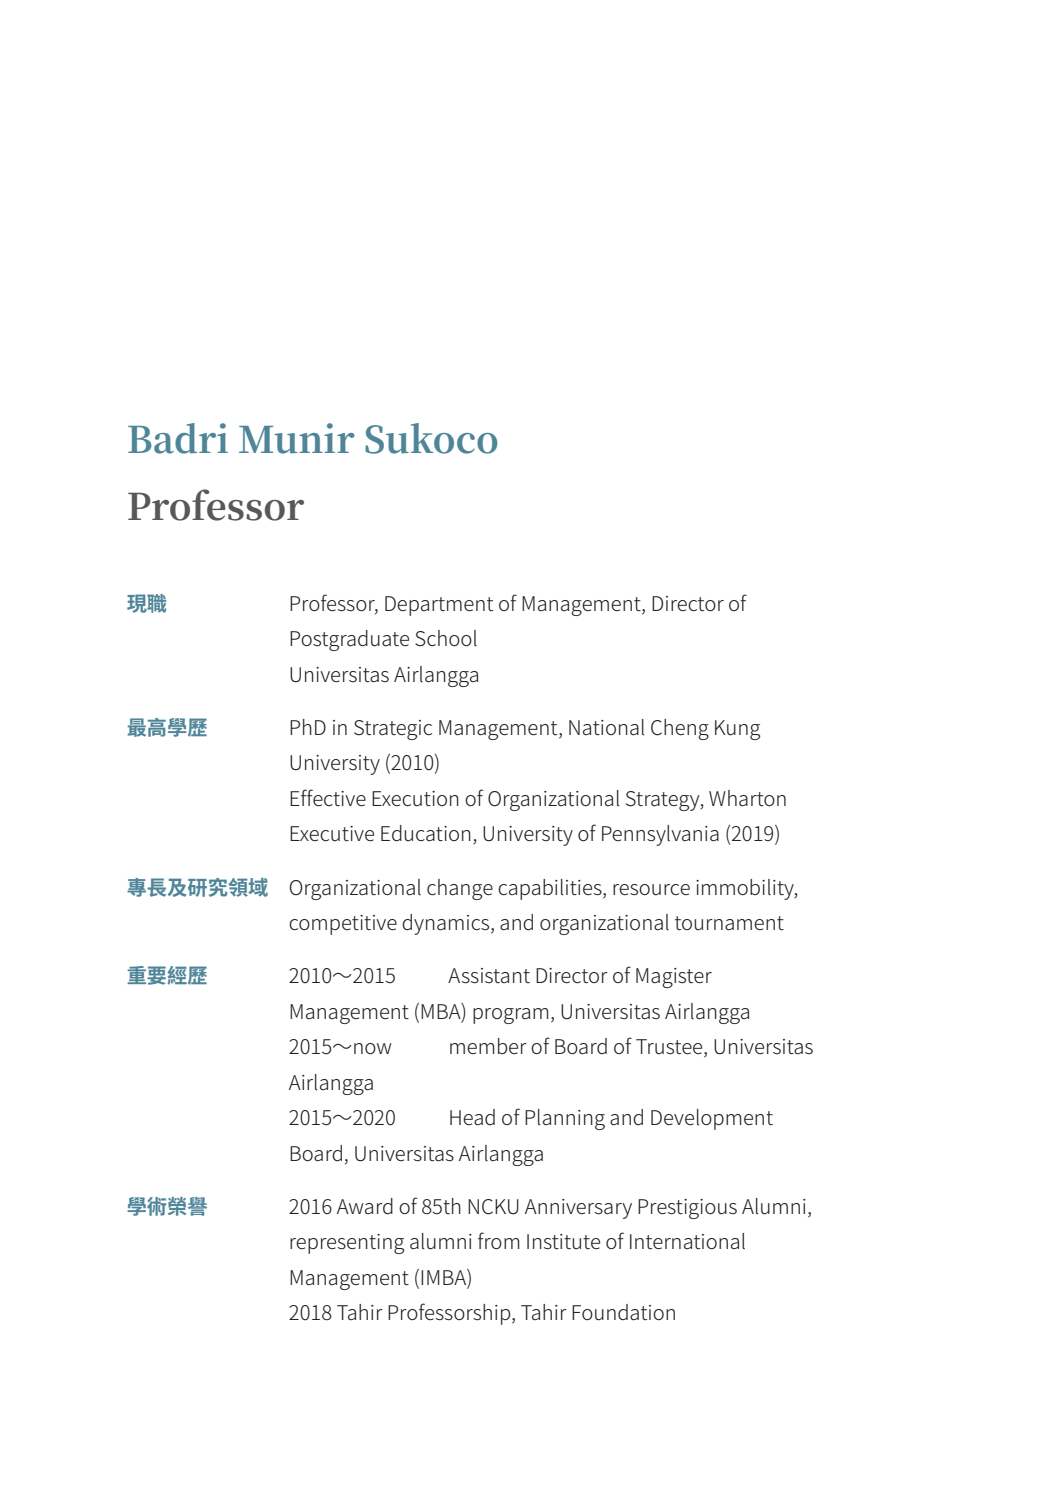 Badri Munir Sukoco
Professor
現職 Professor, Department of Management, Director of
Postgraduate School
Universitas Airlangga
最高學歷 PhD in Strategic Management, National Cheng Kung
University (2010)
Effective Execution of Organizational Strategy, Wharton
Executive Education, University of Pennsylvania (2019)
專長及研究領域 Organizational change capabilities, resource immobility,
competitive dynamics, and organizational tournament
重要經歷 2010～2015 Assistant Director of Magister
Management (MBA) program, Universitas Airlangga
2015～now member of Board of Trustee, Universitas
Airlangga
2015～2020 Head of Planning and Development
Board, Universitas Airlangga
學術榮譽 2016 Award of 85th NCKU Anniversary Prestigious Alumni,
representing alumni from Institute of International
Management (IMBA)
2018 Tahir Professorship, Tahir Foundation